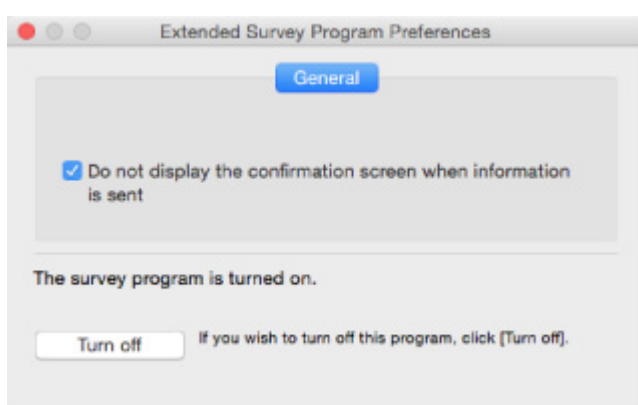 Extended Survey Program Preferences
General
Do not display the confirmation screen when information
is sent
The survey program is turned on.
Turn off
If you wish to turn off this program, click [Turn off].